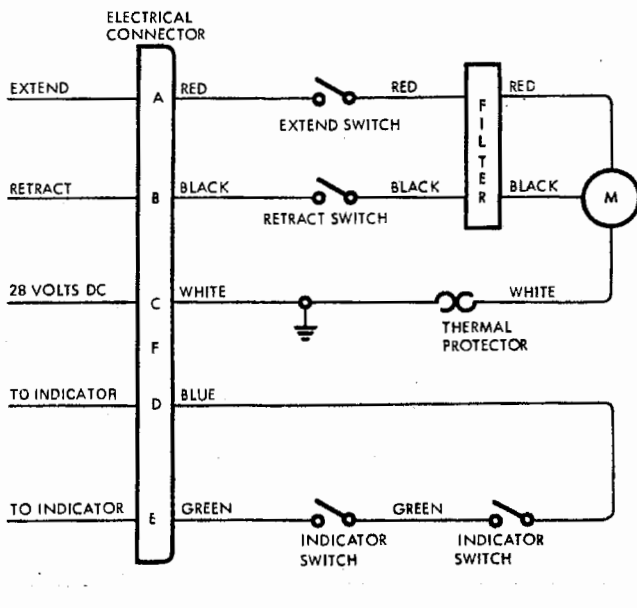 ELECTRICAL
CONNECTOR
EXTEND
A
RED
RED
RED
EXTEND SWITCH
FILTER
RETRACT
B
BLACK
BLACK
BLACK
M
RETRACT SWITCH
28 VOLTS DC
C
WHITE
WHITE
THERMAL
PROTECTOR
F
TO INDICATOR
D
BLUE
TO INDICATOR
E
GREEN
GREEN
INDICATOR
SWITCH
INDICATOR
SWITCH